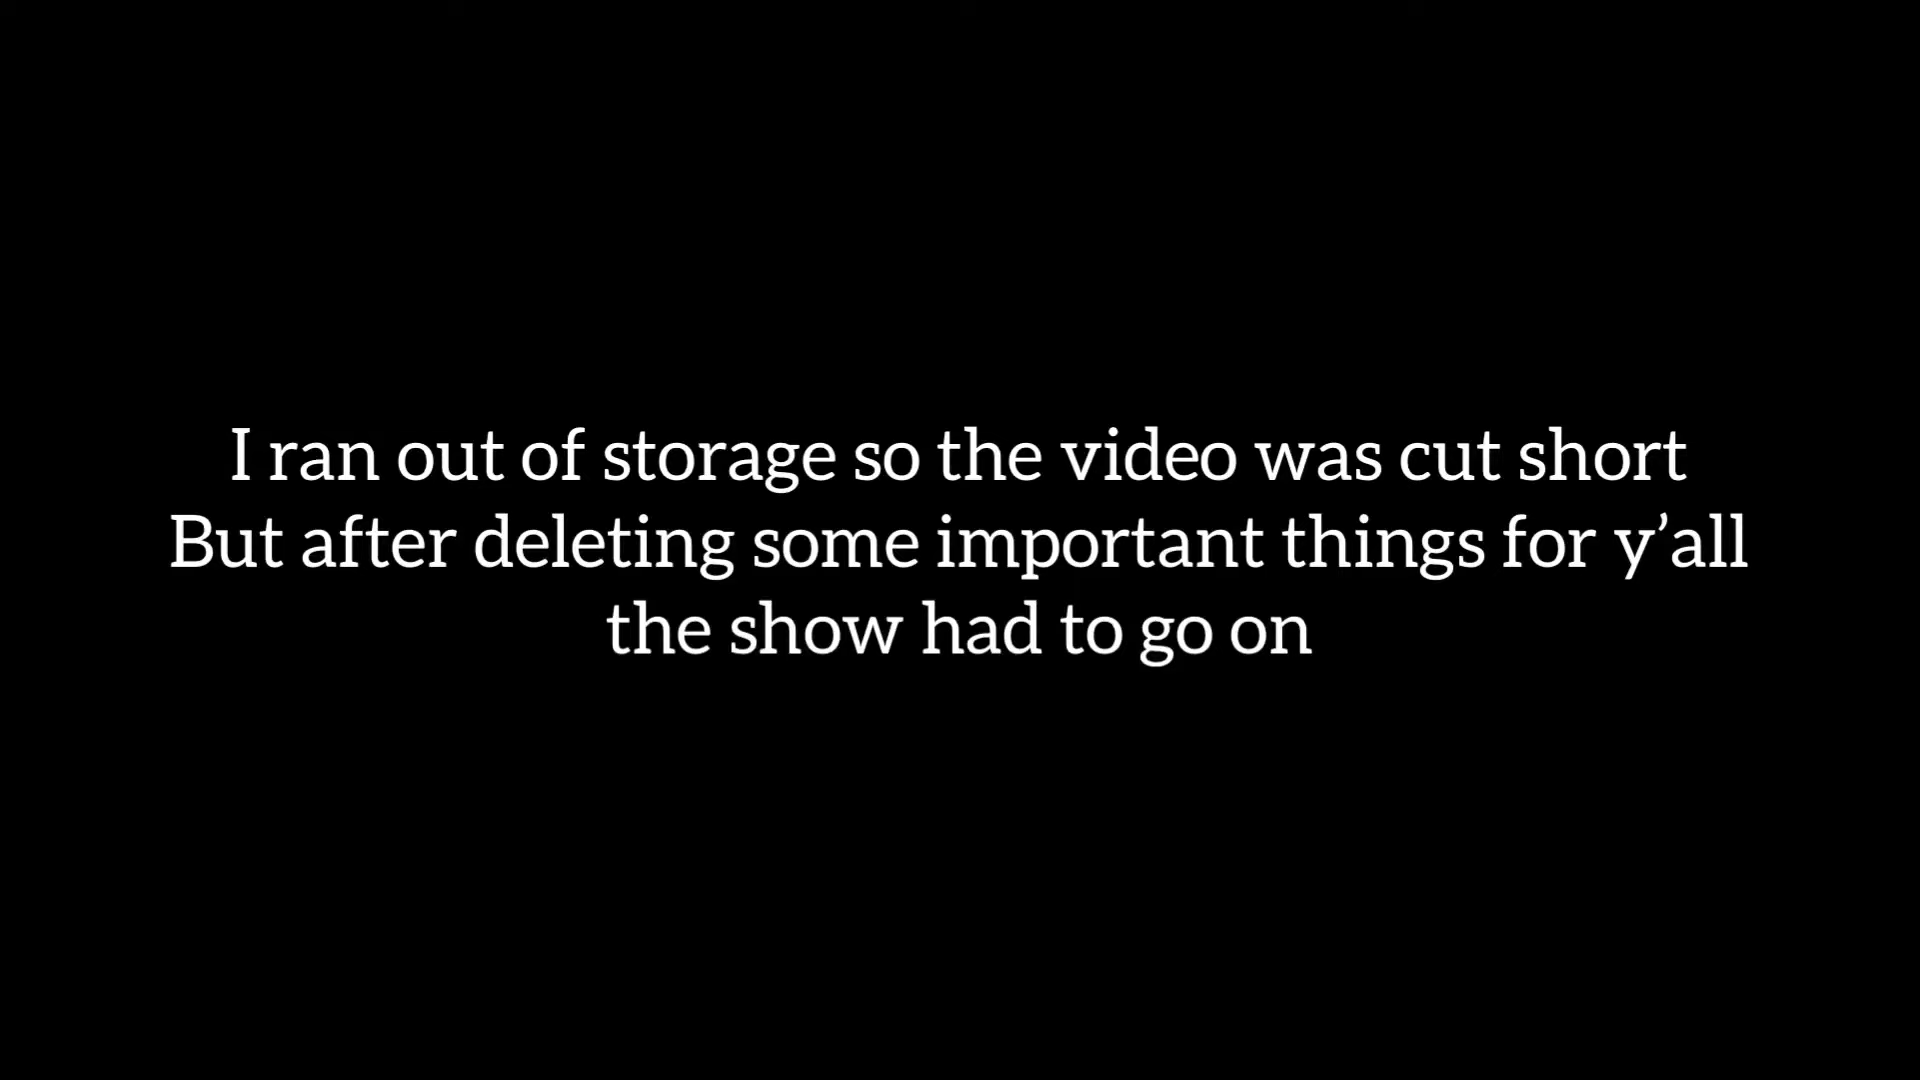 I ran out of storage so the video was cut short
But after deleting some important things for y’all
the show had to go on